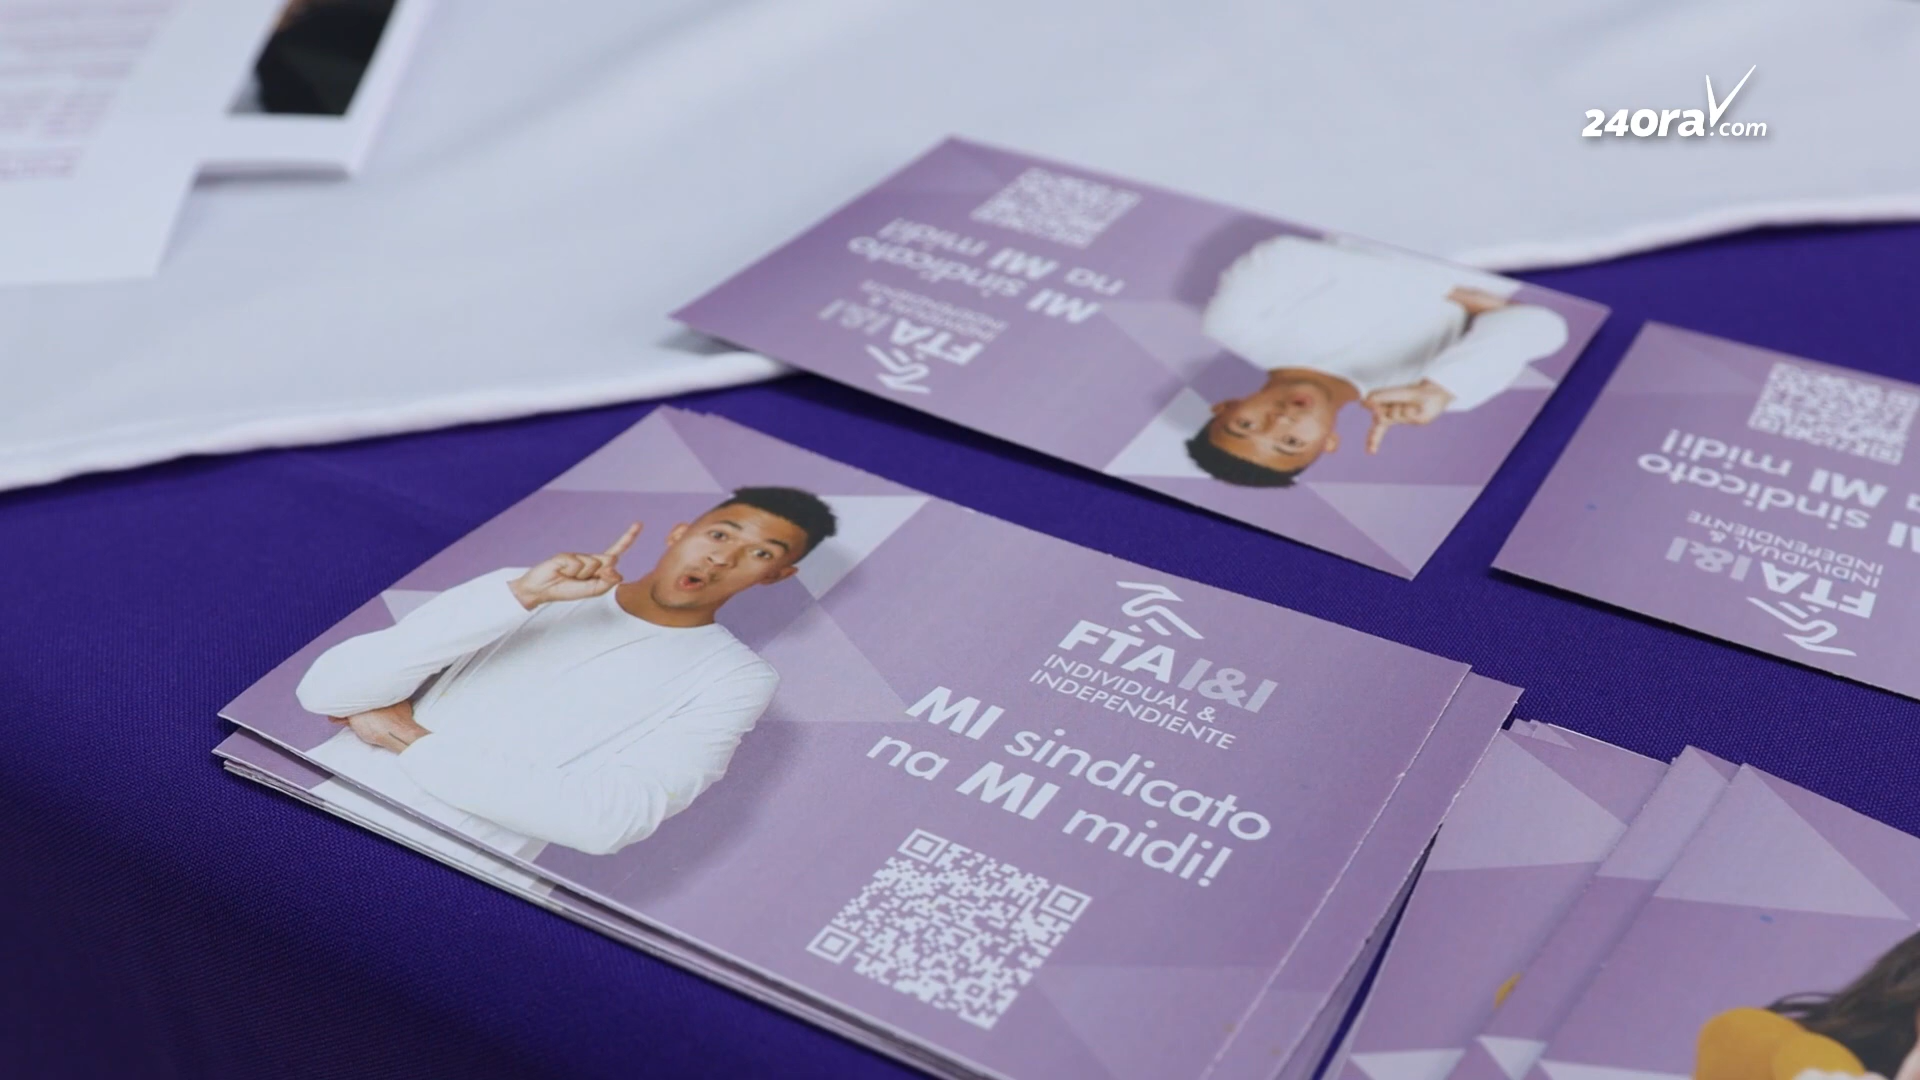 24ora.com
MI sindicato
na MI midi!
FTA I&I
INDIVIDUAL &
INDEPENDIENTE
MI sindicato
MI midi!
FTA I&I
INDIVIDUAL &
INDEPENDIENTE
FTA I&I
INDIVIDUAL &
INDEPENDIENTE
MI sindicato
na MI midi!